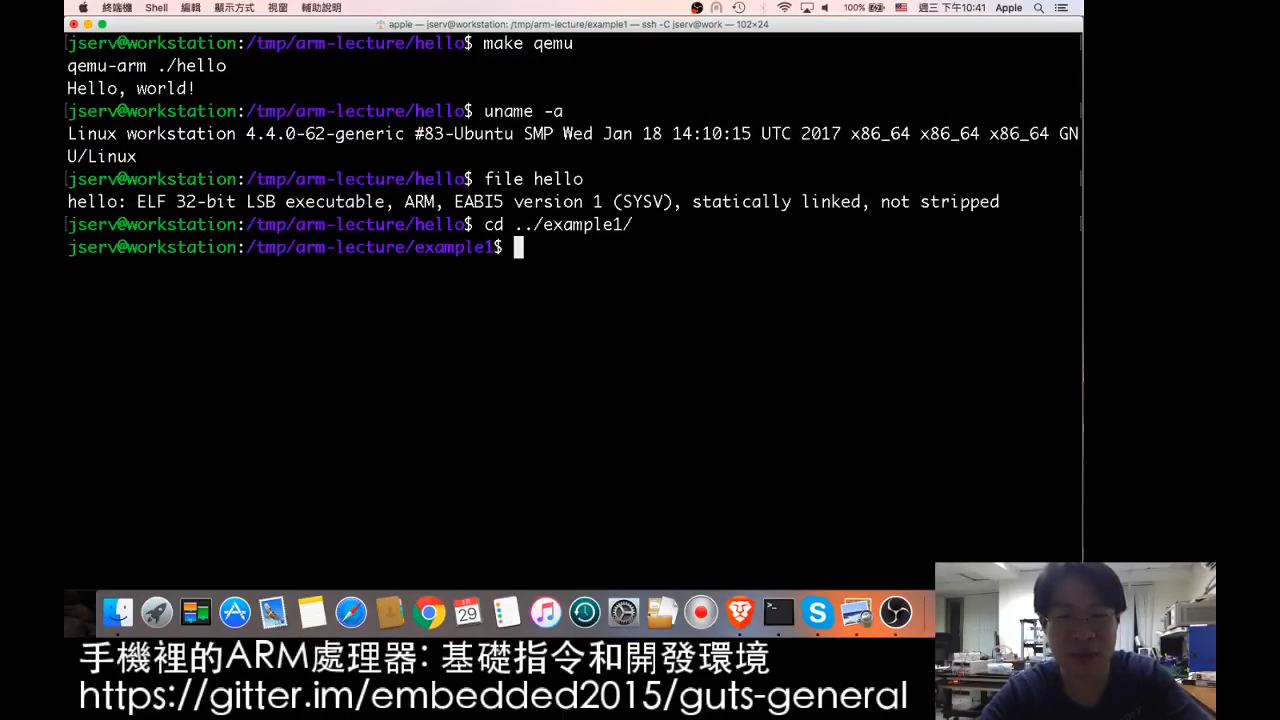 終端機 Shell 編輯 顯示方式 視窗 輔助說明 100% 週三 下午10:41 Apple
apple — jserv@workstation: /tmp/arm-lecture/example1 — ssh -C jserv@work — 102×24
jserv@workstation:/tmp/arm-lecture/hello$ make qemu
qemu-arm ./hello
Hello, world!
jserv@workstation:/tmp/arm-lecture/hello$ uname -a
Linux workstation 4.4.0-62-generic #83-Ubuntu SMP Wed Jan 18 14:10:15 UTC 2017 x86_64 x86_64 x86_64 GN
U/Linux
jserv@workstation:/tmp/arm-lecture/hello$ file hello
hello: ELF 32-bit LSB executable, ARM, EABI5 version 1 (SYSV), statically linked, not stripped
jserv@workstation:/tmp/arm-lecture/hello$ cd ../example1/
jserv@workstation:/tmp/arm-lecture/example1$
29
手機裡的ARM處理器: 基礎指令和開發環境
https://gitter.im/embedded2015/guts-general